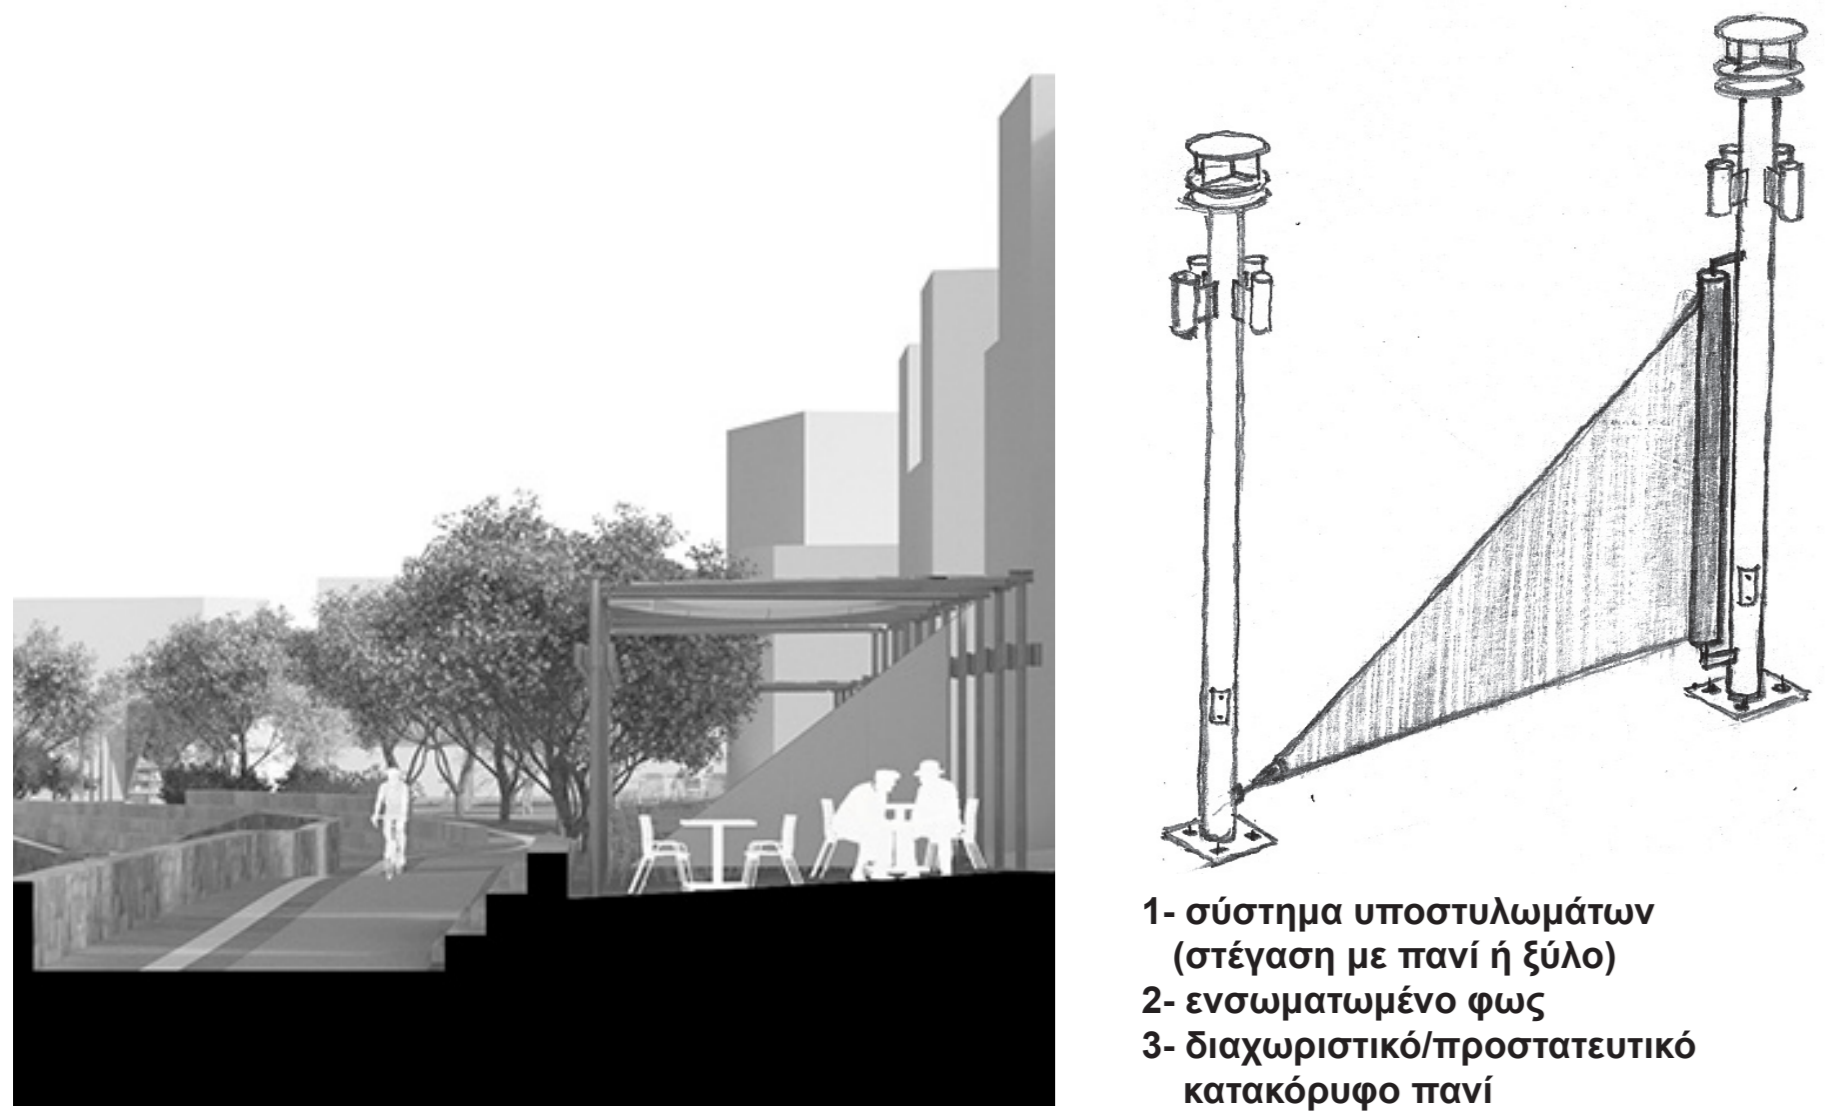 1- σύστημα υποστυλωμάτων
(στέγαση με πανί ή ξύλο)
2- ενσωματωμένο φως
3- διαχωριστικό/προστατευτικό
κατακόρυφο πανί